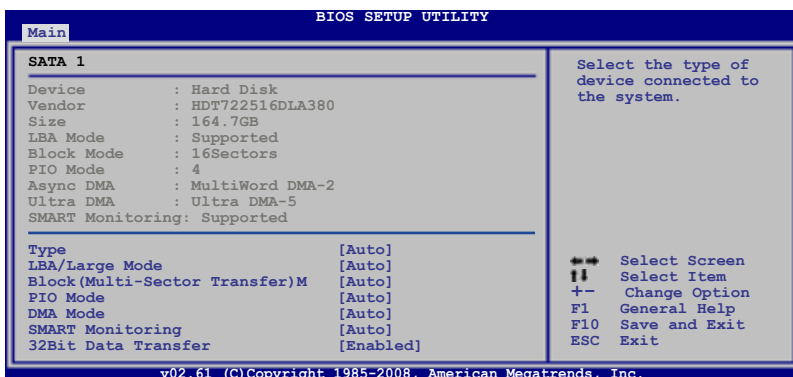 BIOS SETUP UTILITY
Main
SATA 1
Device : Hard Disk
Vendor : HDT722516DLA380
Size : 164.7GB
LBA Mode : Supported
Block Mode : 16Sectors
PIO Mode : 4
Async DMA : MultiWord DMA-2
Ultra DMA : Ultra DMA-5
SMART Monitoring: Supported
Type [Auto]
LBA/Large Mode [Auto]
Block(Multi-Sector Transfer)M [Auto]
PIO Mode [Auto]
DMA Mode [Auto]
SMART Monitoring [Auto]
32Bit Data Transfer [Enabled]
Select the type of
device connected to
the system.
←→ Select Screen
↑↓ Select Item
+- Change Option
F1 General Help
F10 Save and Exit
ESC Exit
v02.61 (C)Copyright 1985-2008, American Megatrends, Inc.